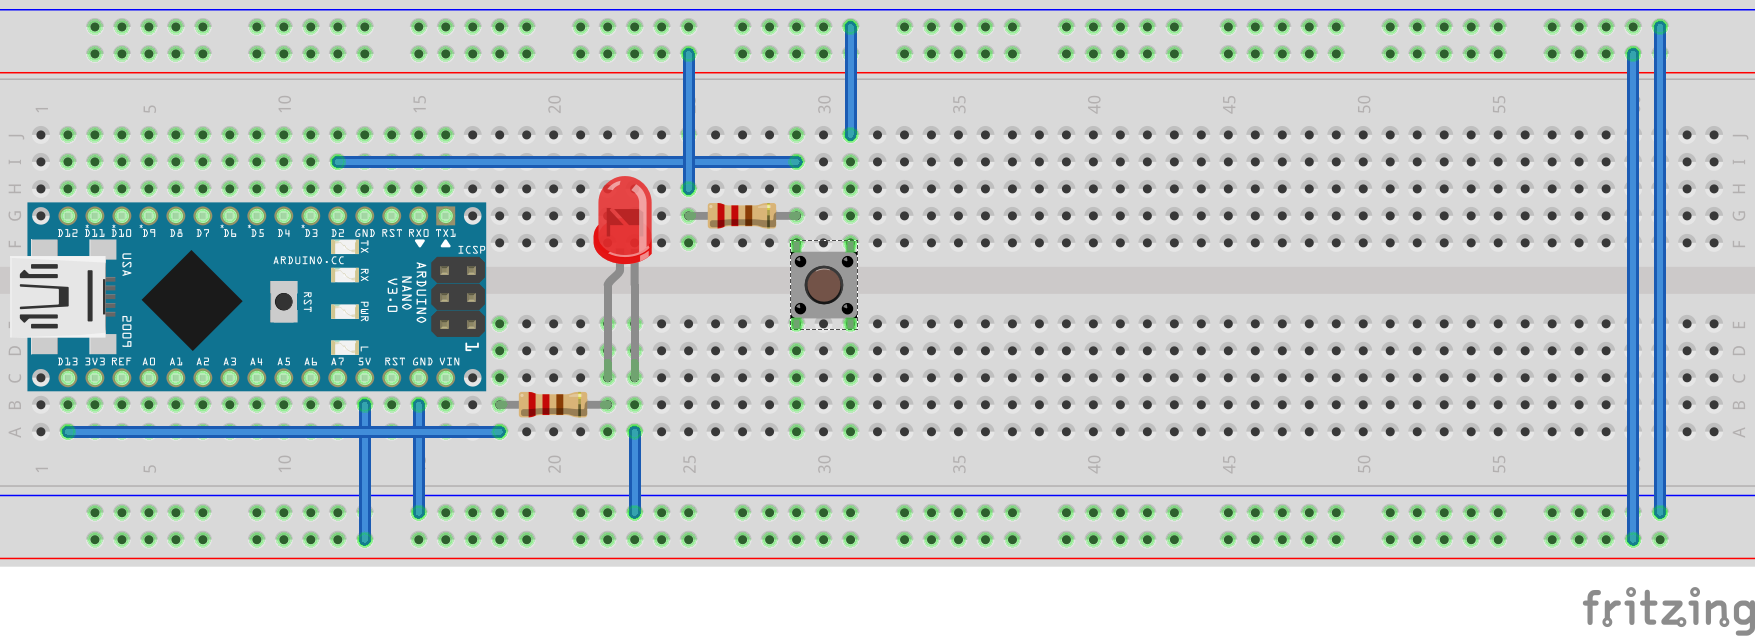 1 5 10 15 20 30 35 40 45 50 55
J J
I I
H H
G G
D12 D11 D10 D9 D8 D7 D6 D5 D4 D3 D2 GND RST RX0 TX1
F F
ICSP
ARDUINO.CC
USA
TX
RX
RST
PWR
L
ARDUINO
NANO
V3.0
2009
1
E
D D
D13 3V3 REF A0 A1 A2 A3 A4 A5 A6 A7 5V RST GND VIN
C C
B B
A A
1 5 10 15 20 25 30 35 40 45 50 55
fritzing